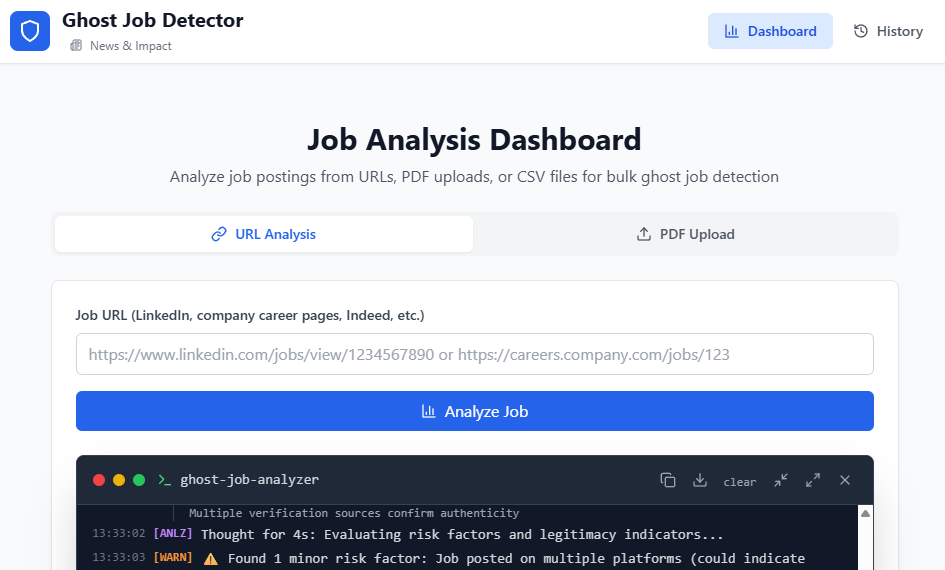 Ghost Job Detector
News & Impact
Dashboard
History
Job Analysis Dashboard
Analyze job postings from URLs, PDF uploads, or CSV files for bulk ghost job detection
URL Analysis
PDF Upload
Job URL (LinkedIn, company career pages, Indeed, etc.)
https://www.linkedin.com/jobs/view/1234567890 or https://careers.company.com/jobs/123
Analyze Job
ghost-job-analyzer
clear
Multiple verification sources confirm authenticity
13:33:02 [ANLZ] Thought for 4s: Evaluating risk factors and legitimacy indicators...
13:33:03 [WARN] ⚠️ Found 1 minor risk factor: Job posted on multiple platforms (could indicate